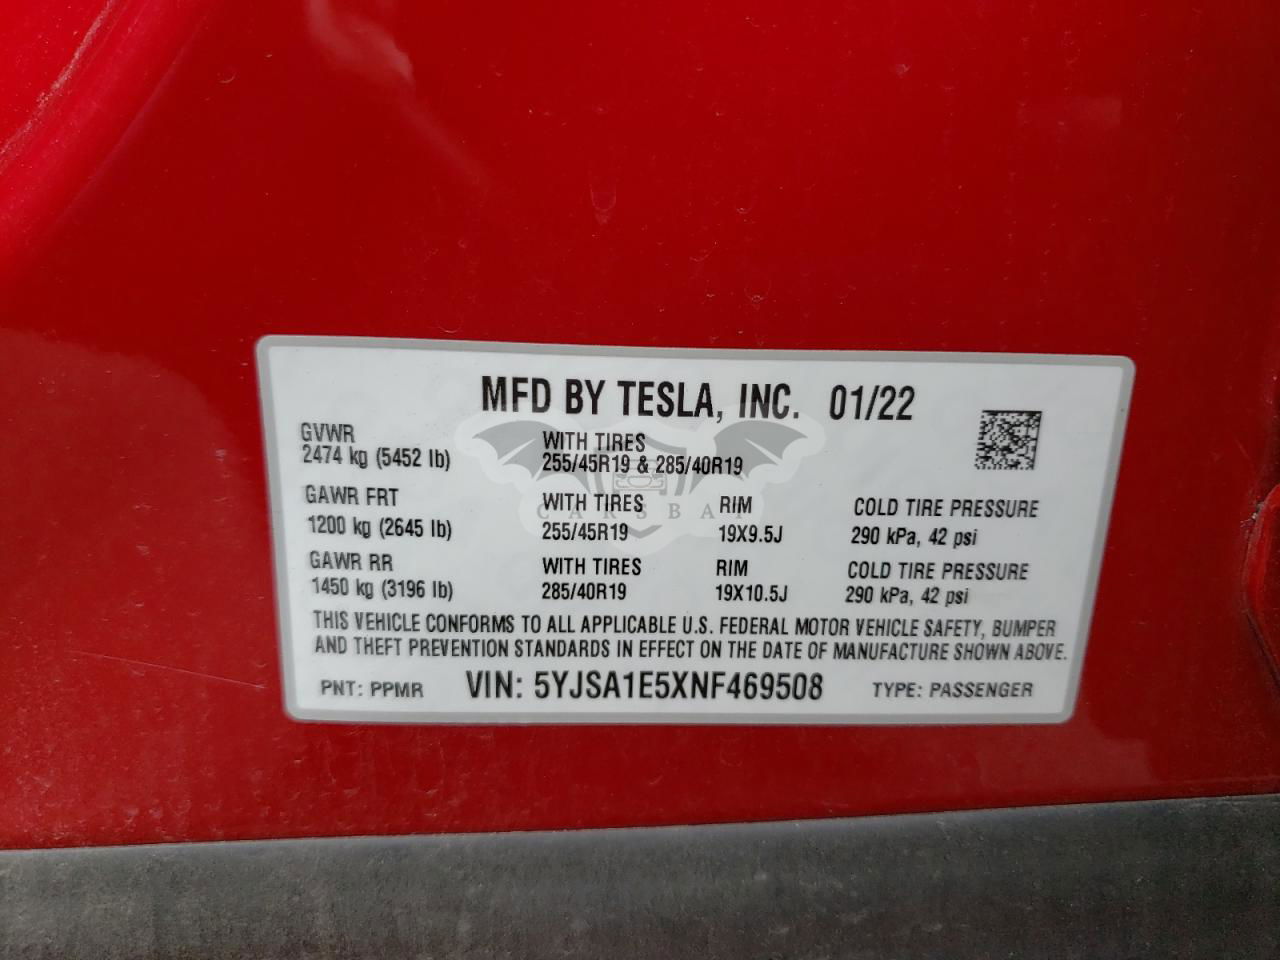 MFD BY TESLA, INC. 01/22
GVWR
2474 kg (5452 lb)
WITH TIRES
255/45R19 & 285/40R19
GAWR FRT
1200 kg (2645 lb)
WITH TIRES
255/45R19
RIM
19X9.5J
COLD TIRE PRESSURE
290 kPa, 42 psi
GAWR RR
1450 kg (3196 lb)
WITH TIRES
285/40R19
RIM
19X10.5J
COLD TIRE PRESSURE
290 kPa, 42 psi
THIS VEHICLE CONFORMS TO ALL APPLICABLE U.S. FEDERAL MOTOR VEHICLE SAFETY, BUMPER
AND THEFT PREVENTION STANDARDS IN EFFECT ON THE DATE OF MANUFACTURE SHOWN ABOVE.
PNT: PPMR VIN: 5YJSA1E5XNF469508 TYPE: PASSENGER
CARSBAT